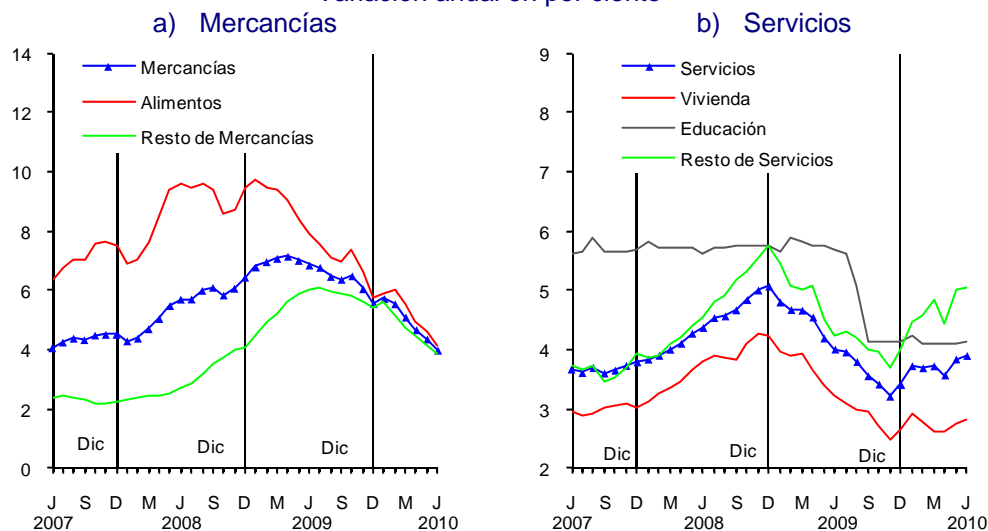 a) Mercancías
14
12
10
8
6
4
2
0
Mercancías
Alimentos
Resto de Mercancías
Dic Dic Dic
J S D M J S D M J S D M J
2007 2008 2009 2010
b) Servicios
9
8
7
6
5
4
3
2
Servicios
Vivienda
Educación
Resto de Servicios
Dic Dic Dic
J S D M J S D M J S D M J
2007 2008 2009 2010